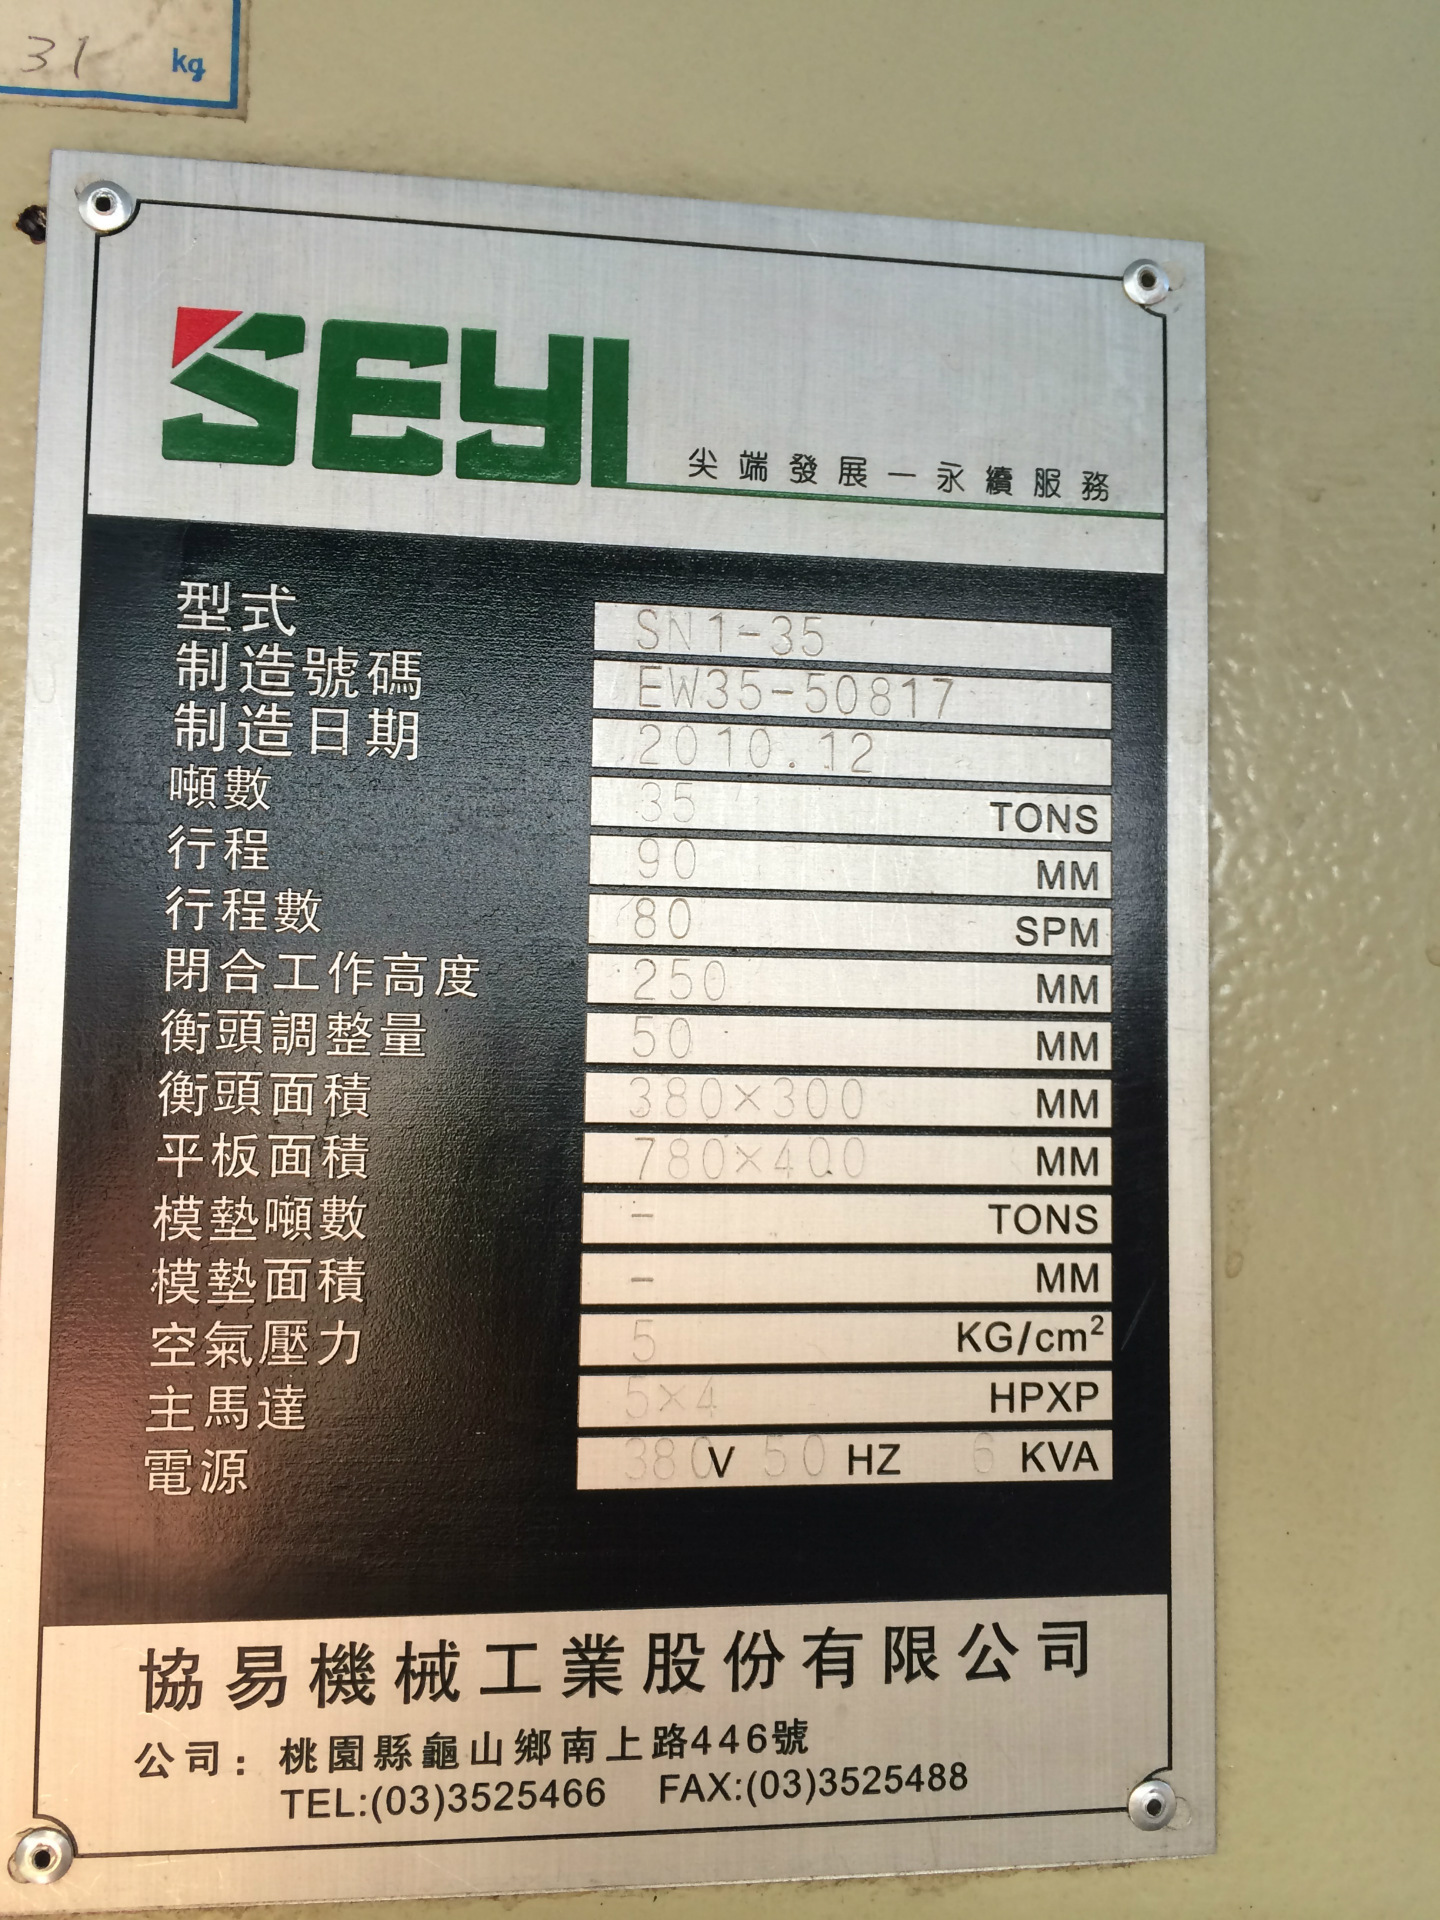 31 kg
SEYI
尖端發展—永續服務
型式 SN1-35
制造號碼 EW35-50817
制造日期 2010.12
噸數 35 TONS
行程 90 MM
行程數 80 SPM
閉合工作高度 250 MM
衡頭調整量 50 MM
衡頭面積 380×300 MM
平板面積 780×400 MM
模墊噸數 - TONS
模墊面積 - MM
空氣壓力 5 KG/cm²
主馬達 5×4 HPXP
電源 380V 50 HZ 6 KVA
協易機械工業股份有限公司
公司：桃園縣龜山鄉南上路446號
TEL:(03)3525466 FAX:(03)3525488